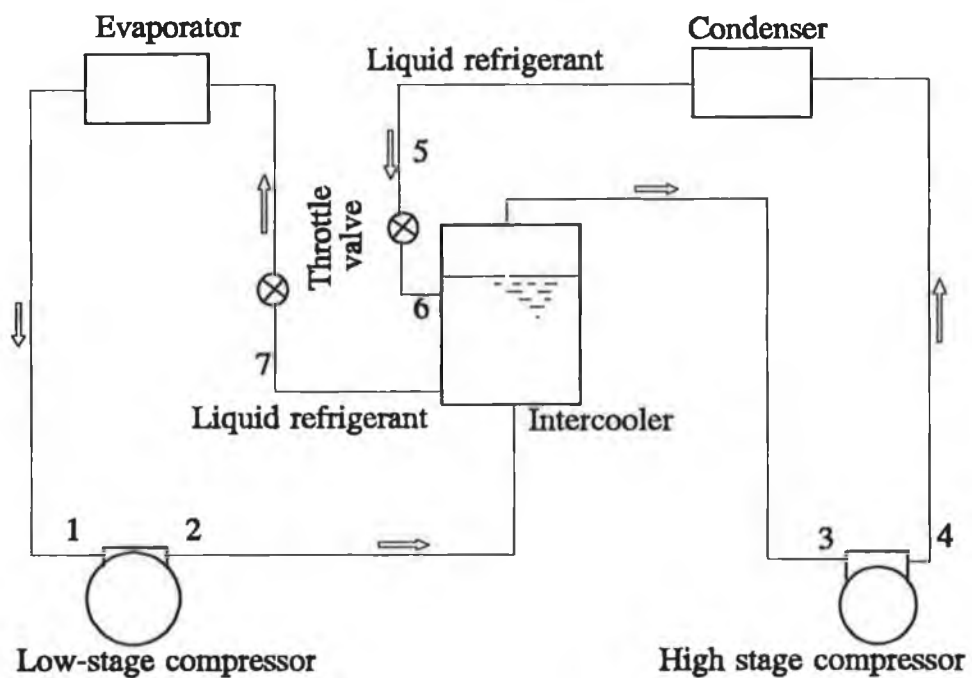 Evaporator
Condenser
Liquid refrigerant
5
Throttle
valve
6
7
Liquid refrigerant
Intercooler
1
2
3
4
Low-stage compressor
High stage compressor